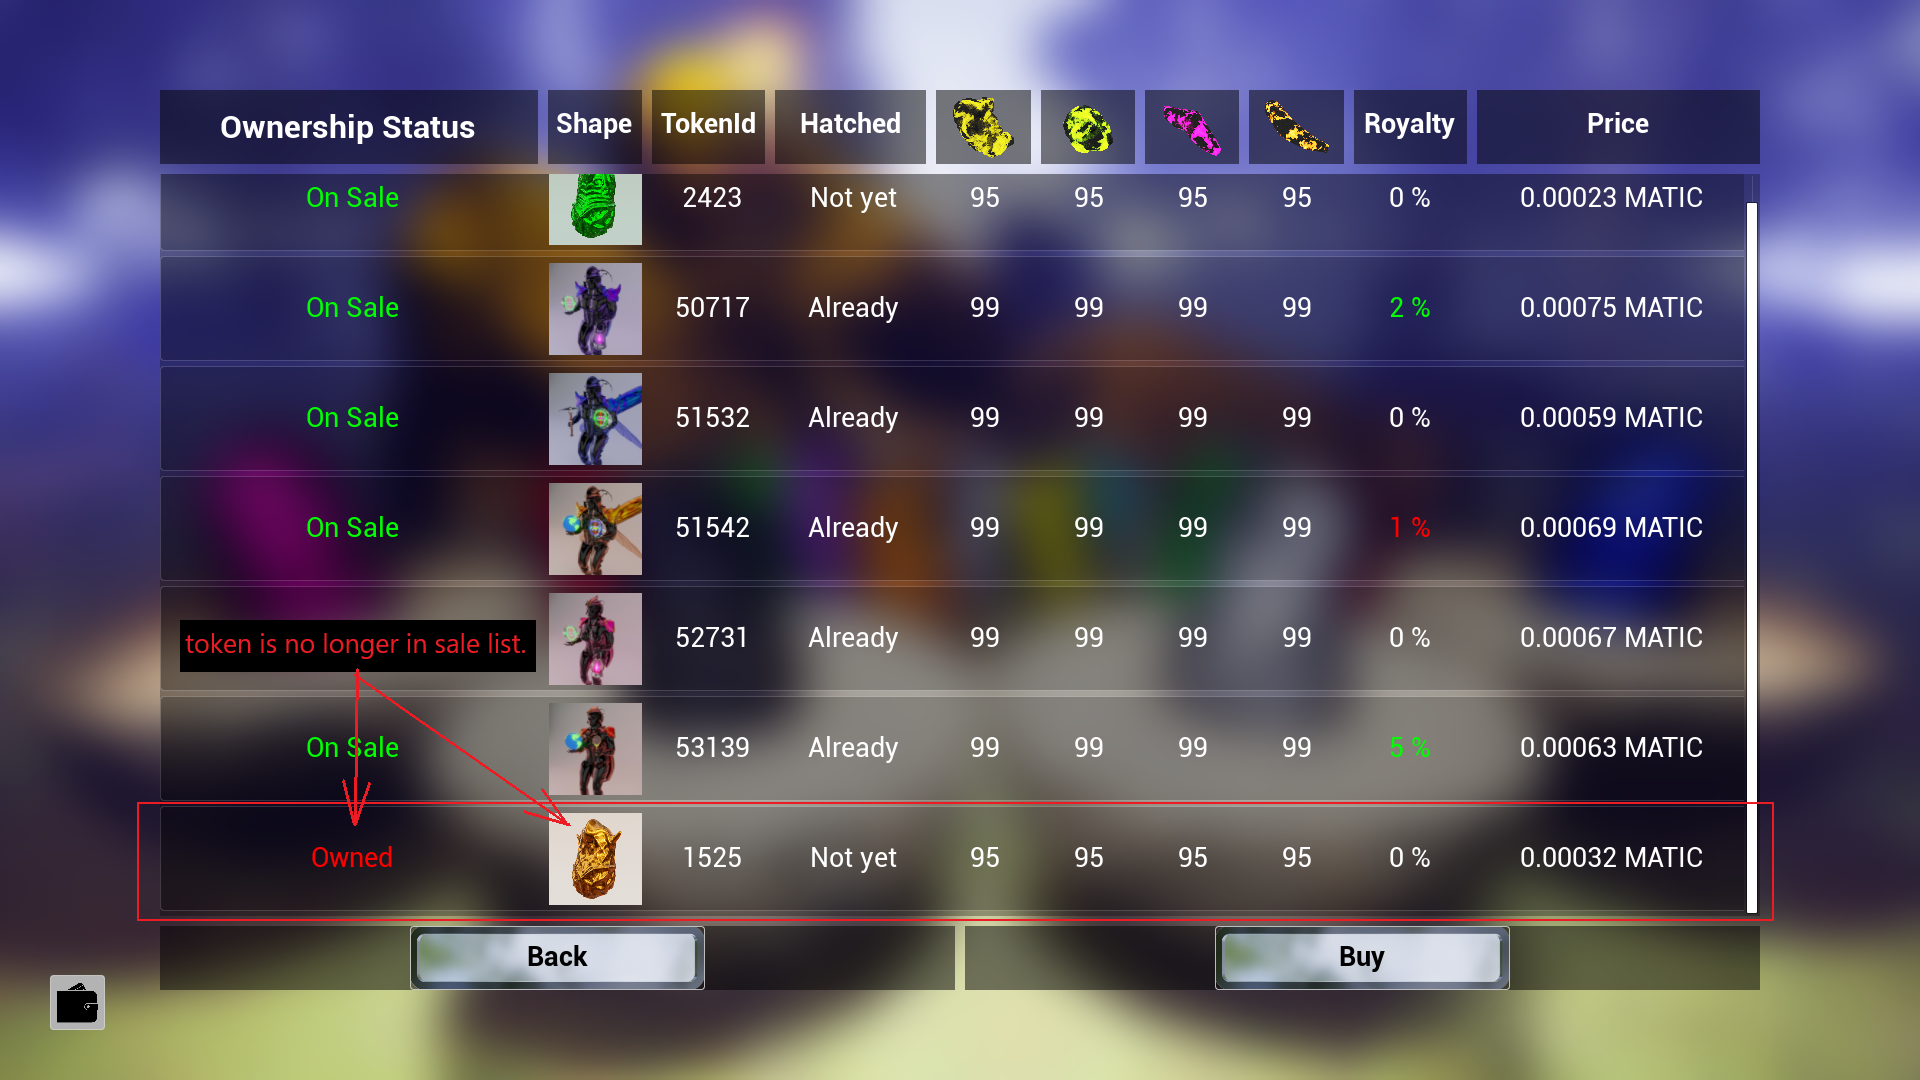 Ownership Status Shape TokenId Hatched Royalty Price
On Sale 2423 Not yet 95 95 95 95 0 % 0.00023 MATIC
On Sale 50717 Already 99 99 99 99 2 % 0.00075 MATIC
On Sale 51532 Already 99 99 99 99 0 % 0.00059 MATIC
On Sale 51542 Already 99 99 99 99 1 % 0.00069 MATIC
token is no longer in sale list. 52731 Already 99 99 99 99 0 % 0.00067 MATIC
On Sale 53139 Already 99 99 99 99 5 % 0.00063 MATIC
Owned 1525 Not yet 95 95 95 95 0 % 0.00032 MATIC
Back Buy